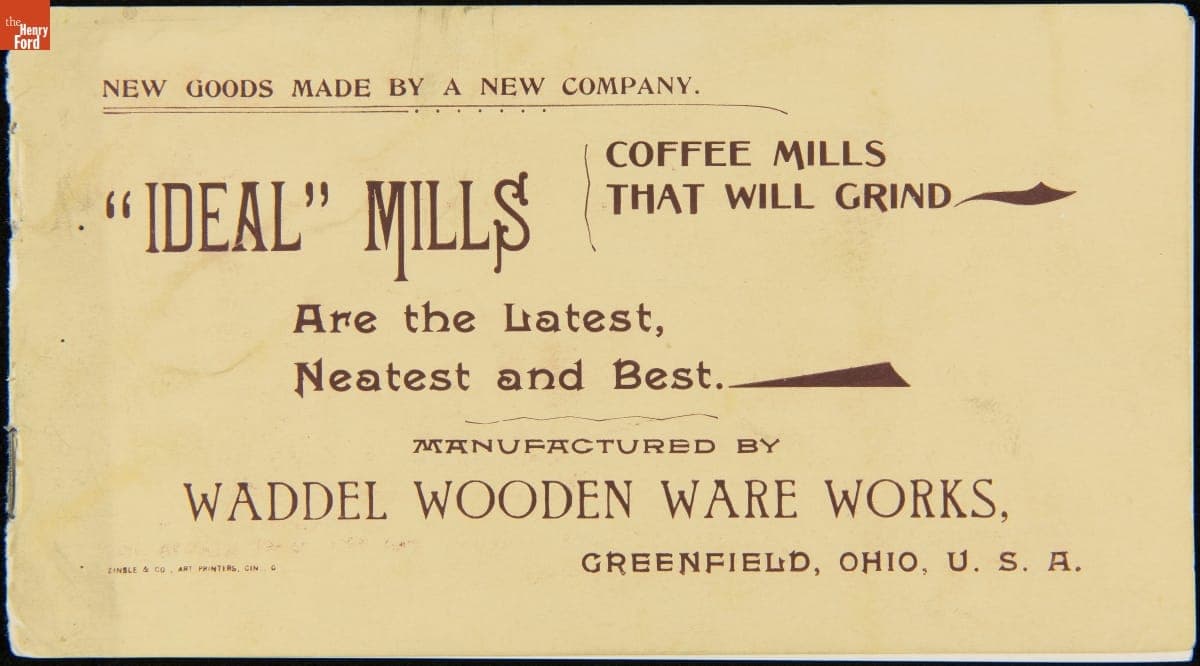 the
Henry
Ford
NEW GOODS MADE BY A NEW COMPANY.
"IDEAL" MILLS
COFFEE MILLS
THAT WILL GRIND
Are the Latest,
Neatest and Best.
MANUFACTURED BY
WADDEL WOODEN WARE WORKS,
GREENFIELD, OHIO, U. S. A.
& CO., ART PRINTERS, CIN., O